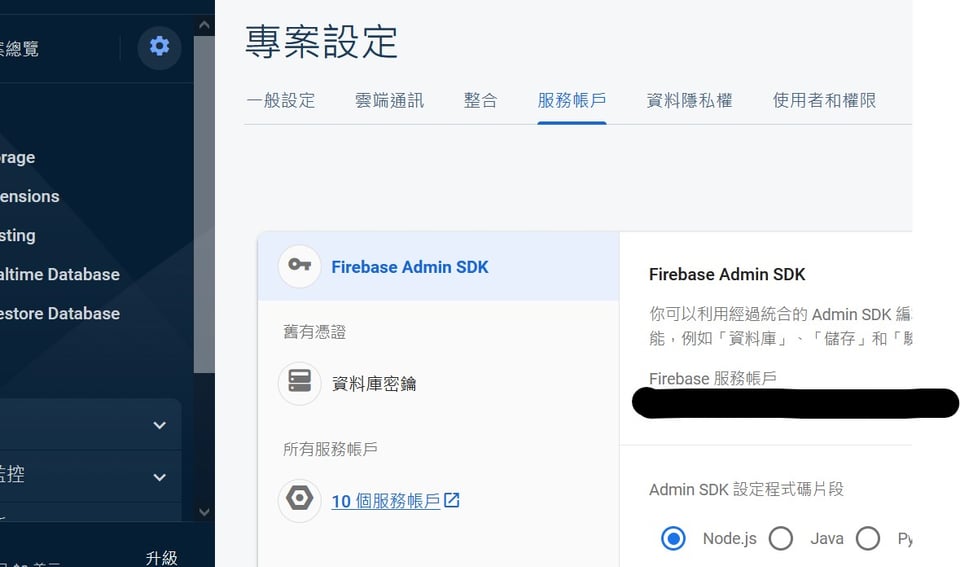 案總覽
專案設定
一般設定 雲端通訊 整合 服務帳戶 資料隱私權 使用者和權限
rage
ensions
sting
altime Database
estore Database
監控
升級
Firebase Admin SDK
舊有憑證
資料庫密鑰
所有服務帳戶
10 個服務帳戶
Firebase Admin SDK
你可以利用經過統合的 Admin SDK 編
能，例如「資料庫」、「儲存」和「驗
Firebase 服務帳戶
Admin SDK 設定程式碼片段
Node.js Java Py